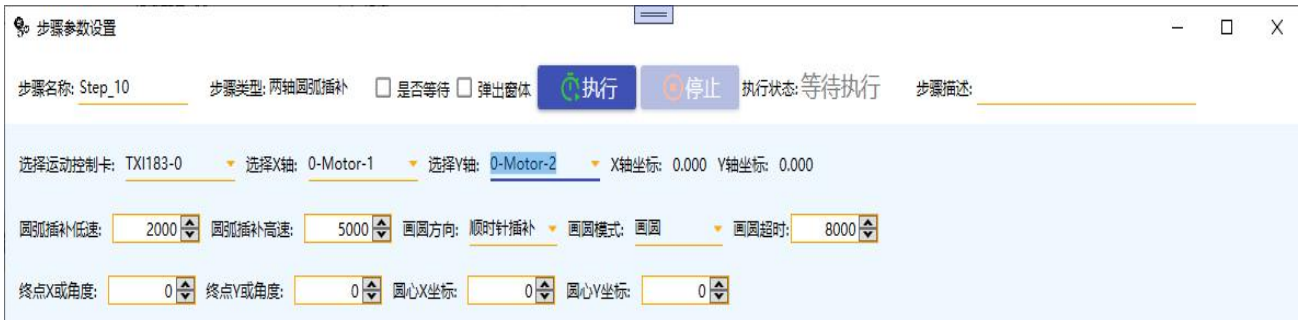 步骤参数设置
步骤名称: Step_10 步骤类型: 两轴圆弧插补 是否等待 弹出窗体 执行 停止 执行状态: 等待执行 步骤描述:
选择运动控制卡: TXI183-0 选择X轴: 0-Motor-1 选择Y轴: 0-Motor-2 X轴坐标: 0.000 Y轴坐标: 0.000
圆弧插补低速: 2000 圆弧插补高速: 5000 画圆方向: 顺时针插补 画圆模式: 画圆 画圆超时: 8000
终点X或角度: 0 终点Y或角度: 0 圆心X坐标: 0 圆心Y坐标: 0